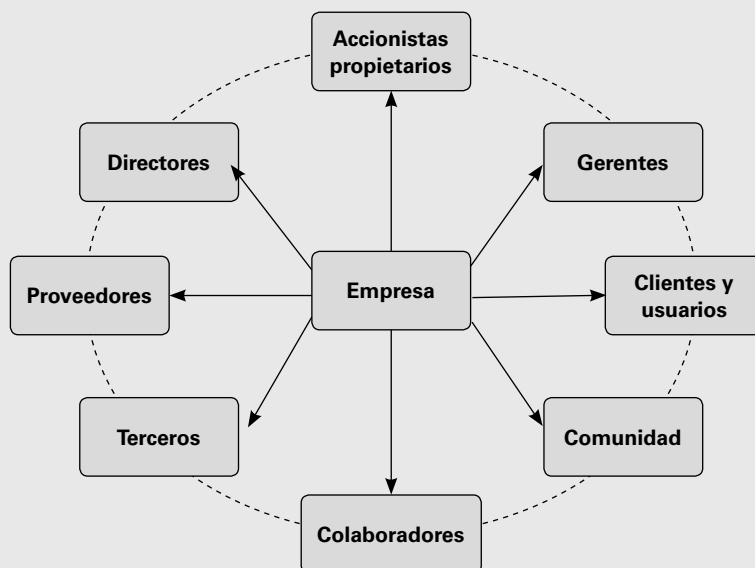 Accionistas
propietarios
Directores
Gerentes
Proveedores
Empresa
Clientes y
usuarios
Terceros
Comunidad
Colaboradores